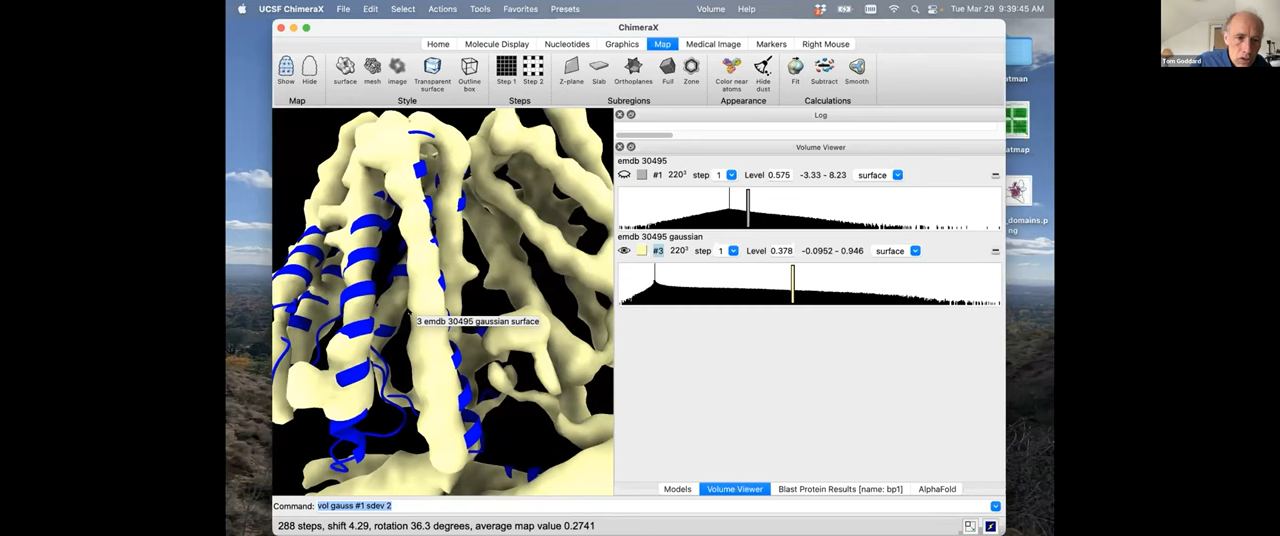 UCSF ChimeraX File Edit Select Actions Tools Favorites Presets Volume Help Tue Mar 29 9:39:45 AM
Tom Goddard
ChimeraX
Home Molecule Display Nucleotides Graphics Map Medical Image Markers Right Mouse
Show Hide surface mesh image Transparent surface Outline box Step 1 Step 2 Z-plane Slab Orthoplanes Full Zone Color near atoms Hide dust Fit Subtract Smooth
Map Style Steps Subregions Appearance Calculations
atman
atmap
_domains.p
ng
Log
Volume Viewer
emdb 30495
#1 220³ step 1 Level 0.575 -3.33 - 8.23 surface
emdb 30495 gaussian
#3 220³ step 1 Level 0.378 -0.0952 - 0.946 surface
3 emdb 30495 gaussian surface
Models Volume Viewer Blast Protein Results [name: bp1] AlphaFold
Command: vol gauss #1 sdev 2
288 steps, shift 4.29, rotation 36.3 degrees, average map value 0.2741